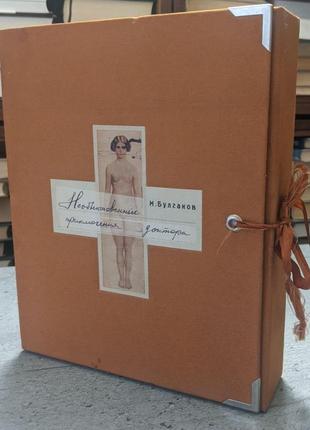 М. Булгаков
Необыкновенные
приключения доктора